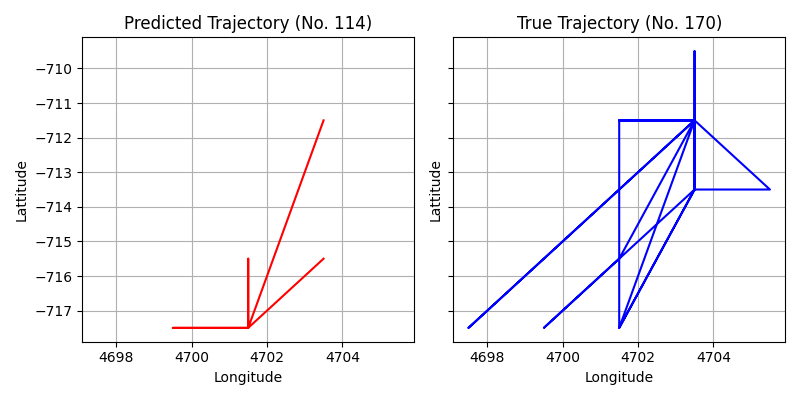 Predicted Trajectory (No. 114)
True Trajectory (No. 170)
−710
−711
−712
−713
−714
−715
−716
−717
Lattitude
Lattitude
4698 4700 4702 4704
4698 4700 4702 4704
Longitude
Longitude